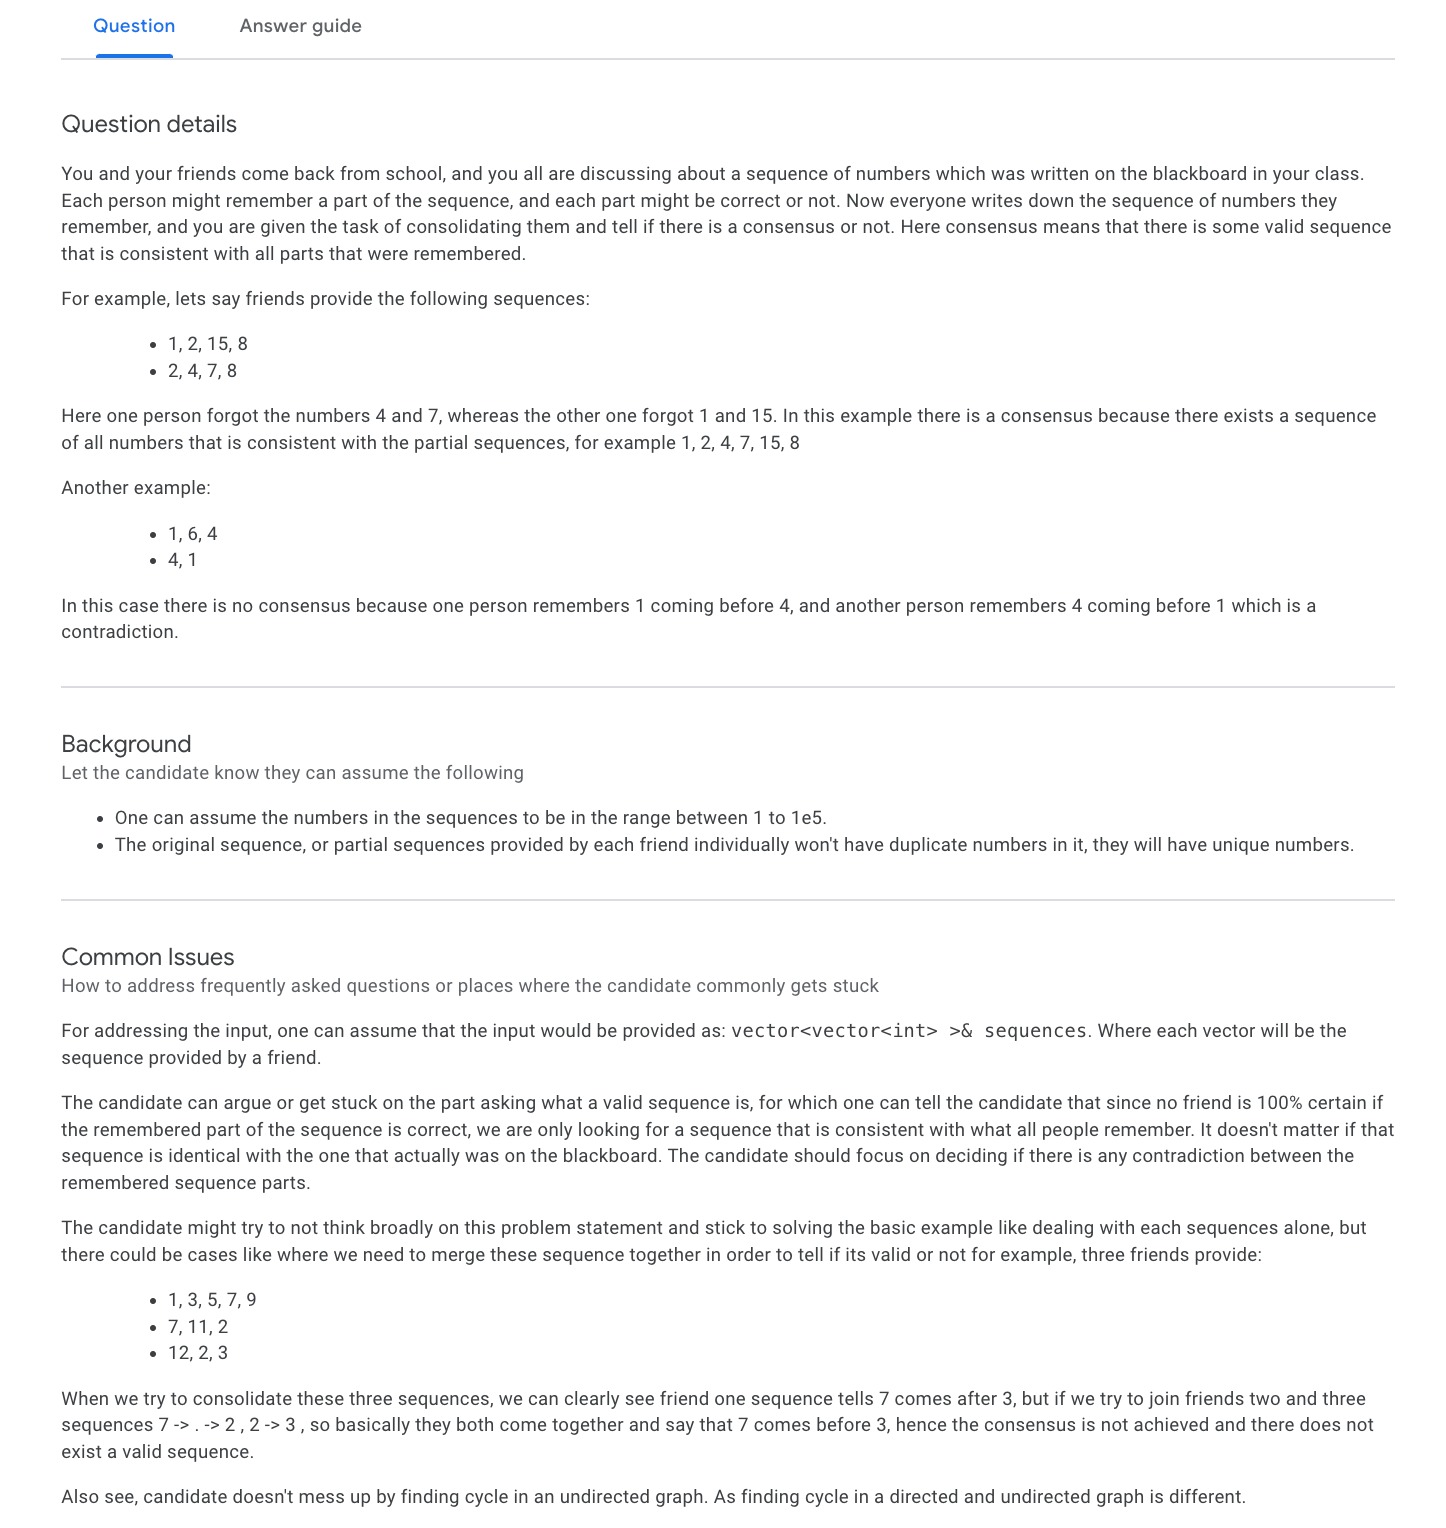 Question Answer guide
Question details
You and your friends come back from school, and you all are discussing about a sequence of numbers which was written on the blackboard in your class.
Each person might remember a part of the sequence, and each part might be correct or not. Now everyone writes down the sequence of numbers they
remember, and you are given the task of consolidating them and tell if there is a consensus or not. Here consensus means that there is some valid sequence
that is consistent with all parts that were remembered.
For example, lets say friends provide the following sequences:
• 1, 2, 15, 8
• 2, 4, 7, 8
Here one person forgot the numbers 4 and 7, whereas the other one forgot 1 and 15. In this example there is a consensus because there exists a sequence
of all numbers that is consistent with the partial sequences, for example 1, 2, 4, 7, 15, 8
Another example:
• 1, 6, 4
• 4, 1
In this case there is no consensus because one person remembers 1 coming before 4, and another person remembers 4 coming before 1 which is a
contradiction.
Background
Let the candidate know they can assume the following
• One can assume the numbers in the sequences to be in the range between 1 to 1e5.
• The original sequence, or partial sequences provided by each friend individually won't have duplicate numbers in it, they will have unique numbers.
Common Issues
How to address frequently asked questions or places where the candidate commonly gets stuck
For addressing the input, one can assume that the input would be provided as: vector<vector<int> >& sequences. Where each vector will be the
sequence provided by a friend.
The candidate can argue or get stuck on the part asking what a valid sequence is, for which one can tell the candidate that since no friend is 100% certain if
the remembered part of the sequence is correct, we are only looking for a sequence that is consistent with what all people remember. It doesn't matter if that
sequence is identical with the one that actually was on the blackboard. The candidate should focus on deciding if there is any contradiction between the
remembered sequence parts.
The candidate might try to not think broadly on this problem statement and stick to solving the basic example like dealing with each sequences alone, but
there could be cases like where we need to merge these sequence together in order to tell if its valid or not for example, three friends provide:
• 1, 3, 5, 7, 9
• 7, 11, 2
• 12, 2, 3
When we try to consolidate these three sequences, we can clearly see friend one sequence tells 7 comes after 3, but if we try to join friends two and three
sequences 7 -> . -> 2 , 2 -> 3 , so basically they both come together and say that 7 comes before 3, hence the consensus is not achieved and there does not
exist a valid sequence.
Also see, candidate doesn't mess up by finding cycle in an undirected graph. As finding cycle in a directed and undirected graph is different.